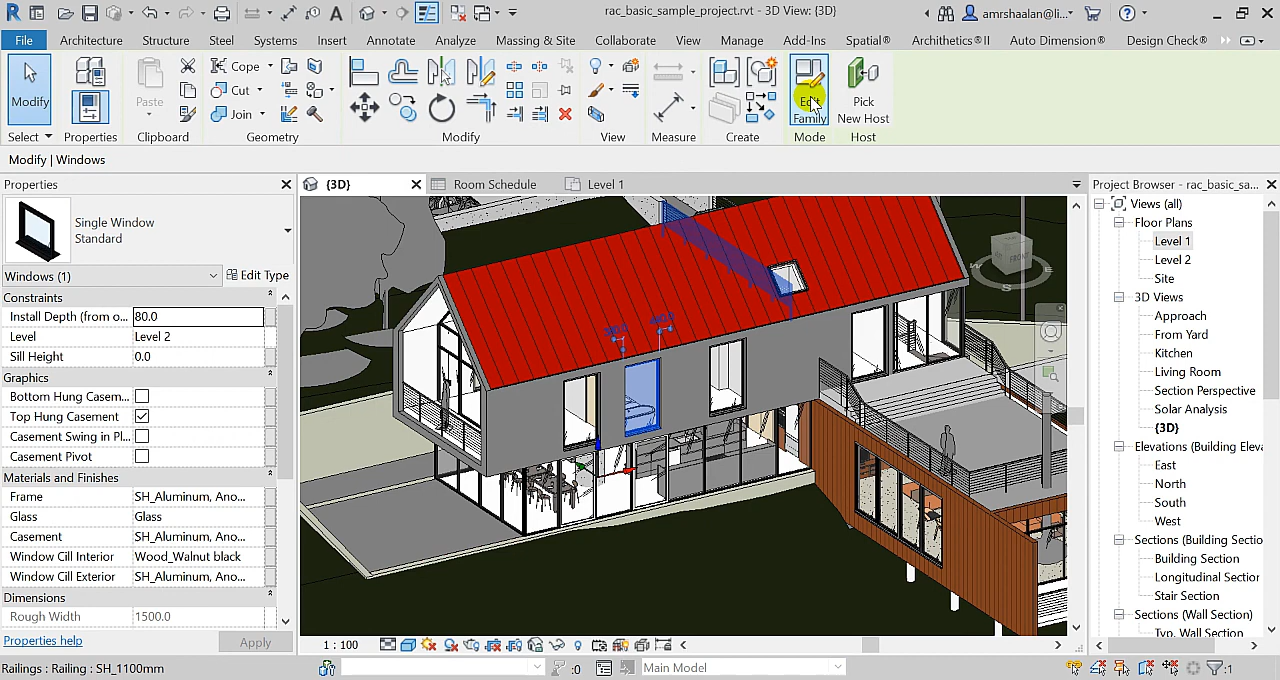 rac_basic_sample_project.rvt - 3D View: {3D}
amrshaalan@li...
File Architecture Structure Steel Systems Insert Annotate Analyze Massing & Site Collaborate View Manage Add-Ins Spatial® Archithetics®II Auto Dimension® Design Check®
Modify
Paste
Cope
Cut
Join
Edit
Family
Pick
New Host
Select Properties Clipboard Geometry Modify View Measure Create Mode Host
Modify | Windows
Properties
Single Window
Standard
Windows (1)
Edit Type
Constraints
Install Depth (from o... 80.0
Level Level 2
Sill Height 0.0
Graphics
Bottom Hung Casem...
Top Hung Casement
Casement Swing in Pl...
Casement Pivot
Materials and Finishes
Frame SH_Aluminum, Ano...
Glass Glass
Casement SH_Aluminum, Ano...
Window Cill Interior Wood_Walnut black
Window Cill Exterior SH_Aluminum, Ano...
Dimensions
Rough Width 1500.0
Properties help
Apply
{3D}
Room Schedule
Level 1
FRONT
W
S
E
1 : 100
Project Browser - rac_basic_sa...
Views (all)
Floor Plans
Level 1
Level 2
Site
3D Views
Approach
From Yard
Kitchen
Living Room
Section Perspective
Solar Analysis
{3D}
Elevations (Building Eleva
East
North
South
West
Sections (Building Sectio
Building Section
Longitudinal Section
Stair Section
Sections (Wall Section)
Typ. Wall Section
Railings : Railing : SH_1100mm
:0
Main Model
:1